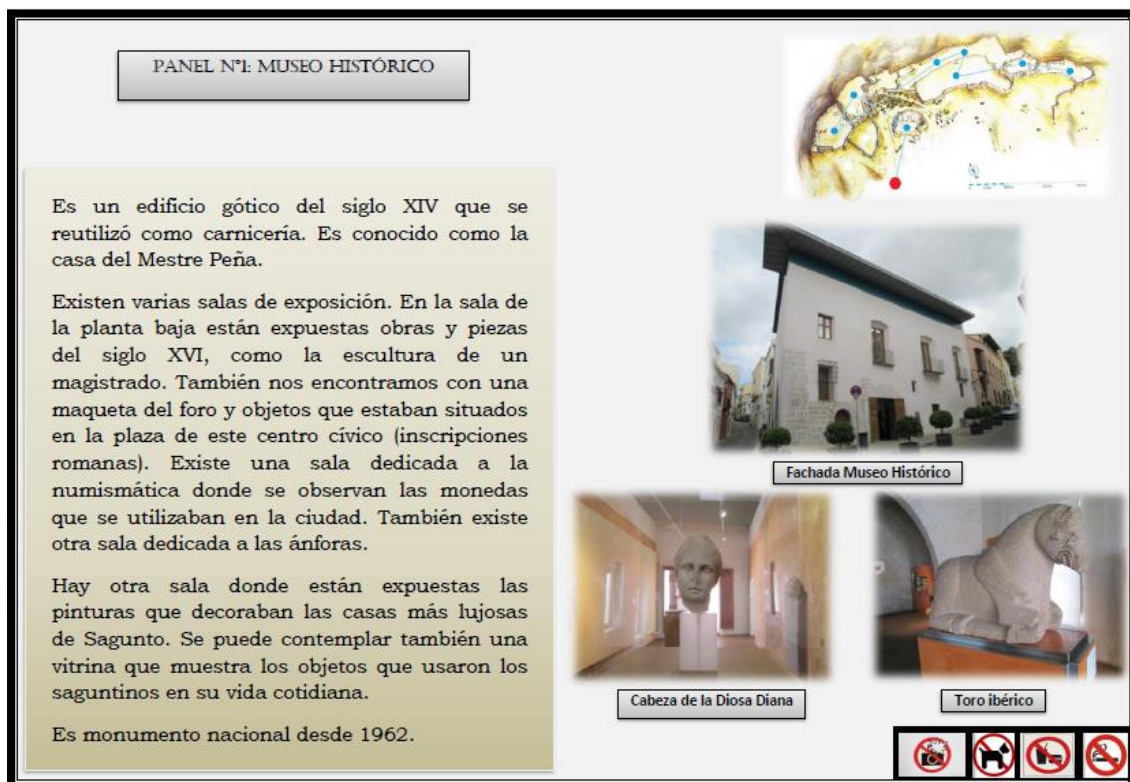 PANEL Nº1: MUSEO HISTÓRICO
Es un edificio gótico del siglo XIV que se
reutilizó como carnicería. Es conocido como la
casa del Mestre Peña.
Existen varias salas de exposición. En la sala de
la planta baja están expuestas obras y piezas
del siglo XVI, como la escultura de un
magistrado. También nos encontramos con una
maqueta del foro y objetos que estaban situados
en la plaza de este centro cívico (inscripciones
romanas). Existe una sala dedicada a la
numismática donde se observan las monedas
que se utilizaban en la ciudad. También existe
otra sala dedicada a las ánforas.
Hay otra sala donde están expuestas las
pinturas que decoraban las casas más lujosas
de Sagunto. Se puede contemplar también una
vitrina que muestra los objetos que usaron los
saguntinos en su vida cotidiana.
Es monumento nacional desde 1962.
Fachada Museo Histórico
Cabeza de la Diosa Diana
Toro ibérico